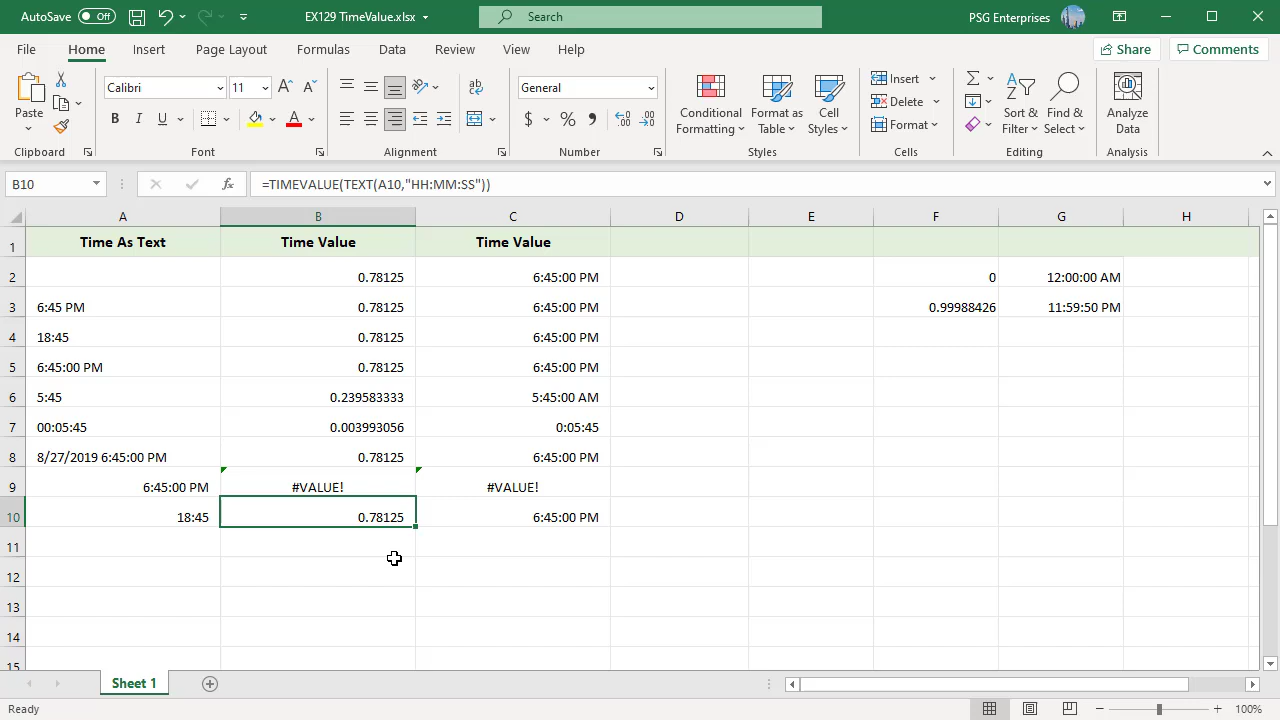 AutoSave Off EX129 TimeValue.xlsx Search PSG Enterprises
File Home Insert Page Layout Formulas Data Review View Help Share Comments
Paste
Clipboard
Calibri 11
B I U A
Font
ab
Alignment
General
$ % 9
Number
Conditional Formatting
Format as Table
Cell Styles
Styles
Insert
Delete
Format
Cells
Sort & Filter
Find & Select
Editing
Analyze Data
Analysis
B10 fx =TIMEVALUE(TEXT(A10,"HH:MM:SS"))
A B C D E F G H
1 Time As Text Time Value Time Value
2 0.78125 6:45:00 PM 0 12:00:00 AM
3 6:45 PM 0.78125 6:45:00 PM 0.99988426 11:59:50 PM
4 18:45 0.78125 6:45:00 PM
5 6:45:00 PM 0.78125 6:45:00 PM
6 5:45 0.239583333 5:45:00 AM
7 00:05:45 0.003993056 0:05:45
8 8/27/2019 6:45:00 PM 0.78125 6:45:00 PM
9 6:45:00 PM #VALUE! #VALUE!
10 18:45 0.78125 6:45:00 PM
11
12
13
14
15
Sheet 1
Ready 100%